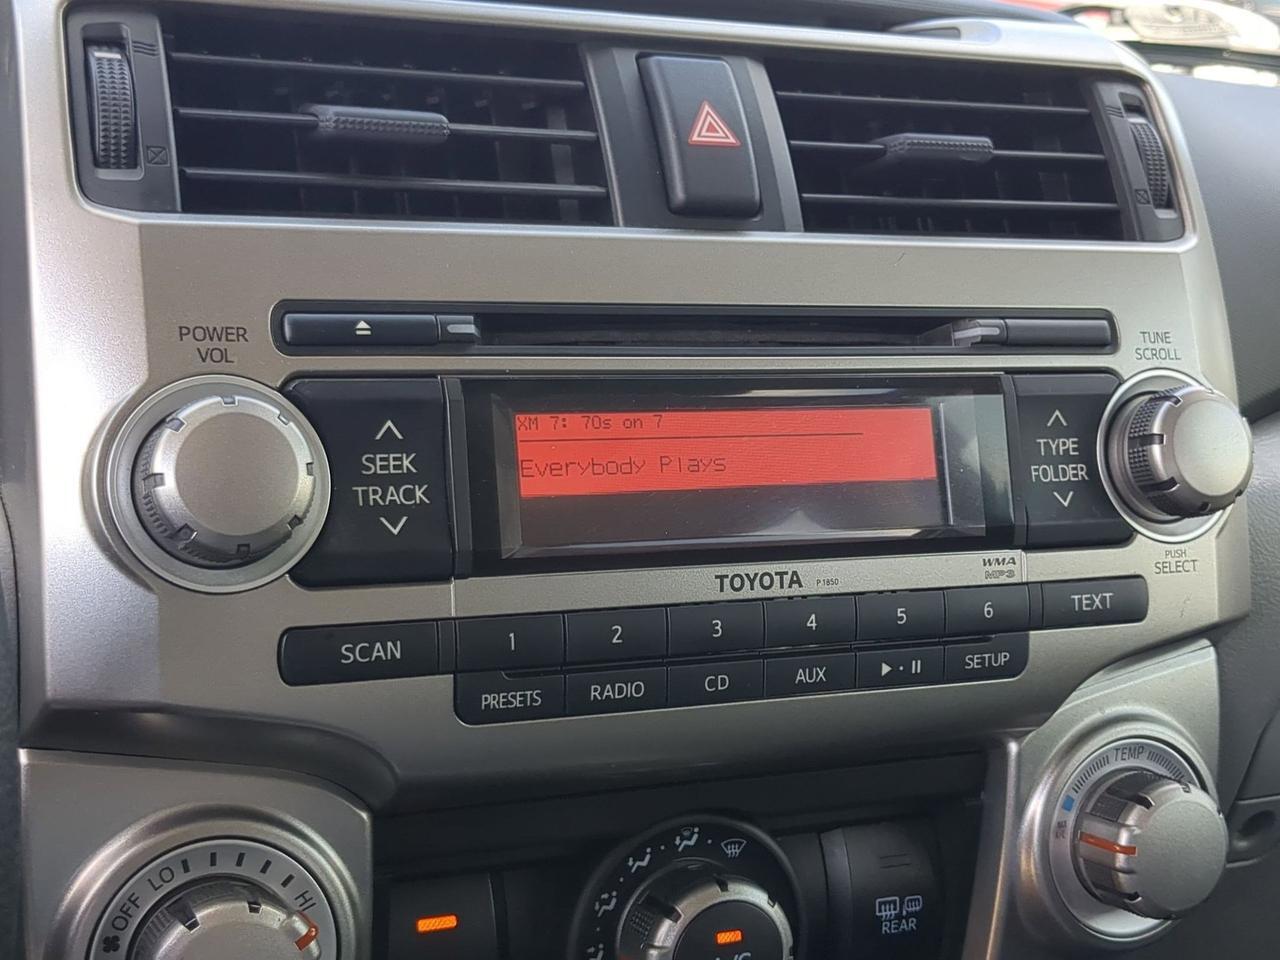 POWER
VOL
TUNE
SCROLL
SEEK
TRACK
XM 7: 70s on 7
Everybody Plays
TYPE
FOLDER
PUSH
SELECT
TOYOTA P1850
WMA
MP3
SCAN
1 2 3 4 5 6 TEXT
PRESETS RADIO CD AUX SETUP
TEMP
OFF LO HI
REAR